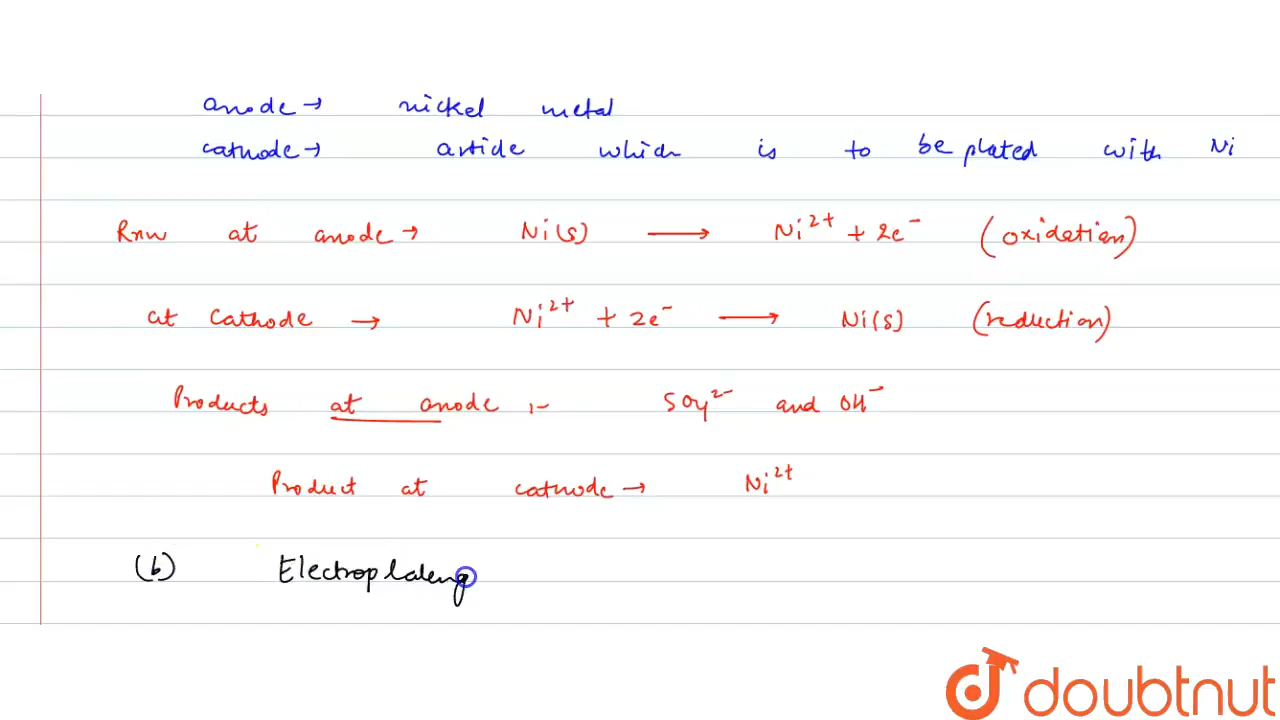 anode → nickel metal
cathode → article which is to be plated with Ni
Rxn at anode → Ni(s) ⟶ Ni²⁺ + 2e⁻ (oxidation)
at cathode → Ni²⁺ + 2e⁻ ⟶ Ni(s) (reduction)
Products at anode :- SO₄²⁻ and OH⁻
Product at cathode → Ni²⁺
(b) Electroplating
doubtnut